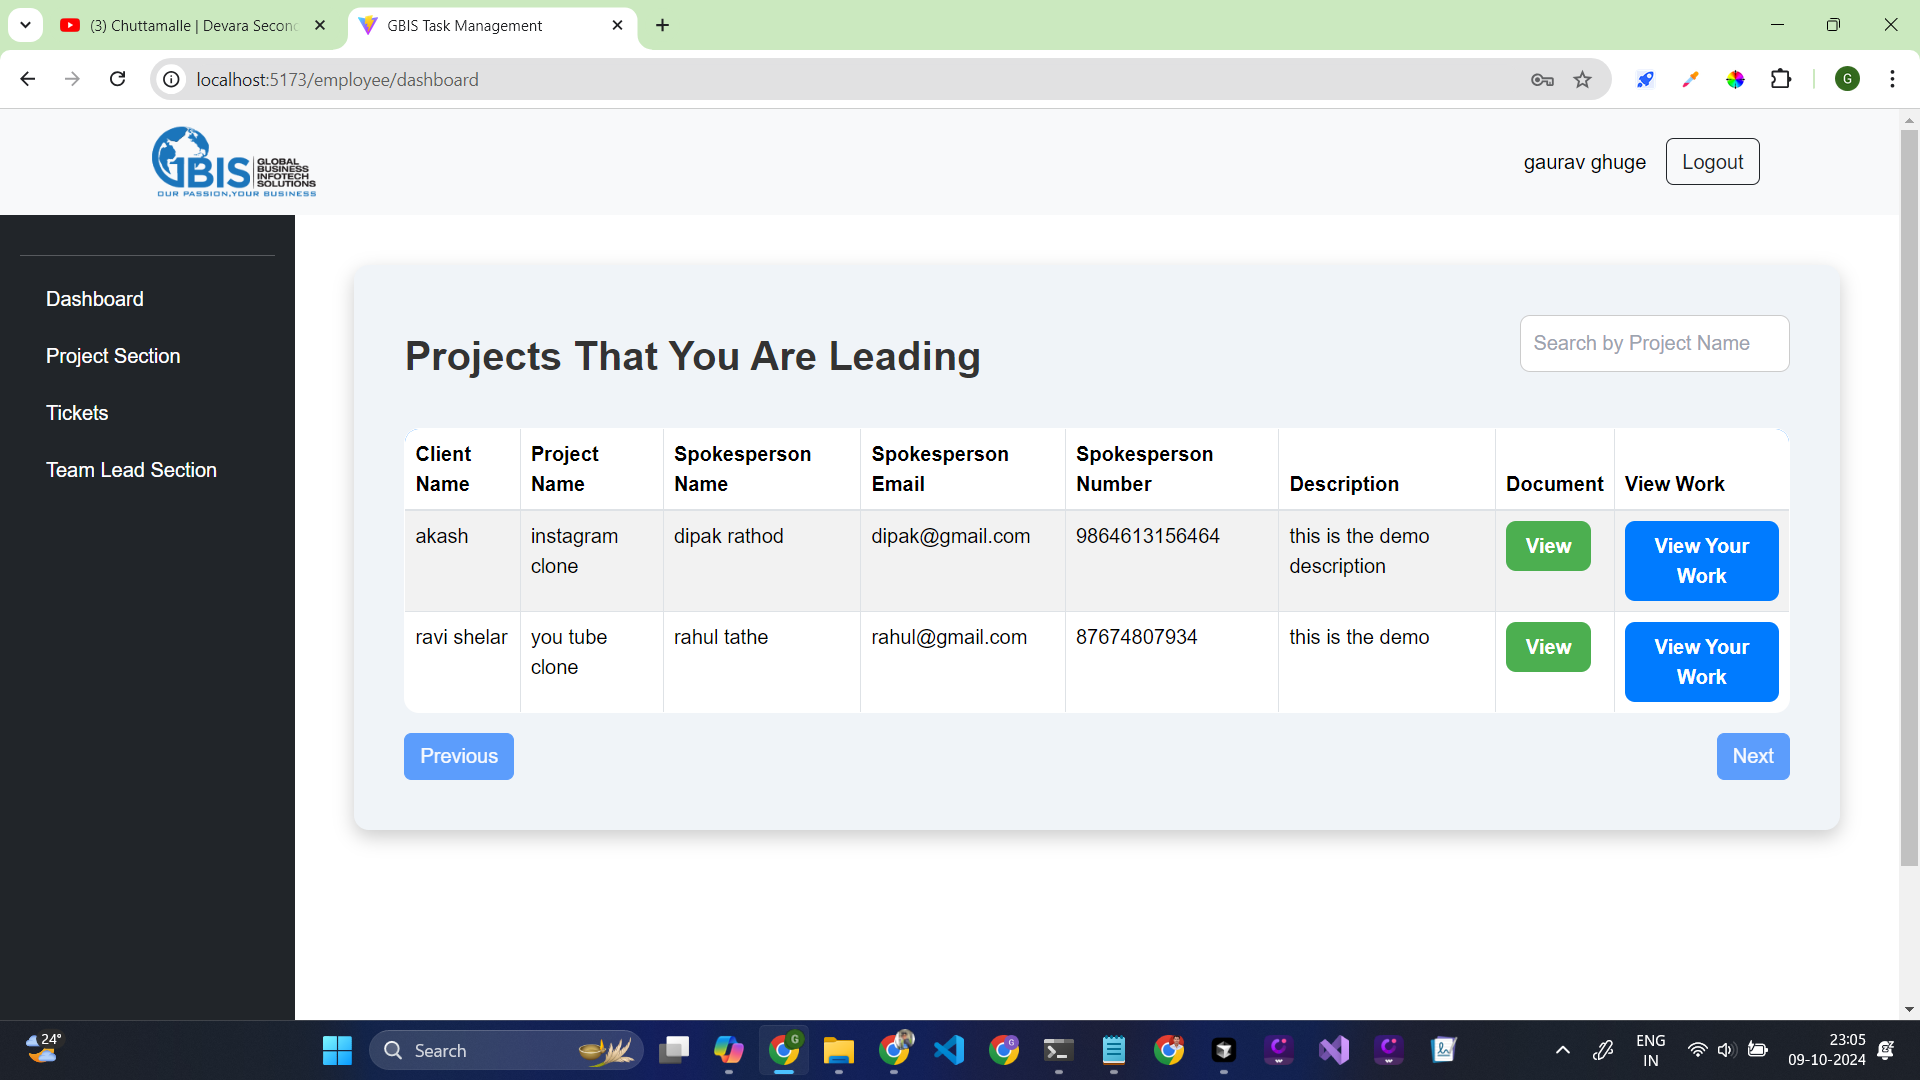 (3) Chuttamalle | Devara Secon
GBIS Task Management
localhost:5173/employee/dashboard
G
GBIS GLOBAL BUSINESS INFOTECH SOLUTIONS
OUR PASSION,YOUR BUSINESS
gaurav ghuge
Logout
Dashboard
Project Section
Tickets
Team Lead Section
Projects That You Are Leading
Search by Project Name
Client Name
Project Name
Spokesperson Name
Spokesperson Email
Spokesperson Number
Description
Document
View Work
akash
instagram clone
dipak rathod
dipak@gmail.com
9864613156464
this is the demo description
View
View Your Work
ravi shelar
you tube clone
rahul tathe
rahul@gmail.com
87674807934
this is the demo
View
View Your Work
Previous
Next
24°
Search
G
G
ENG
IN
23:05
09-10-2024